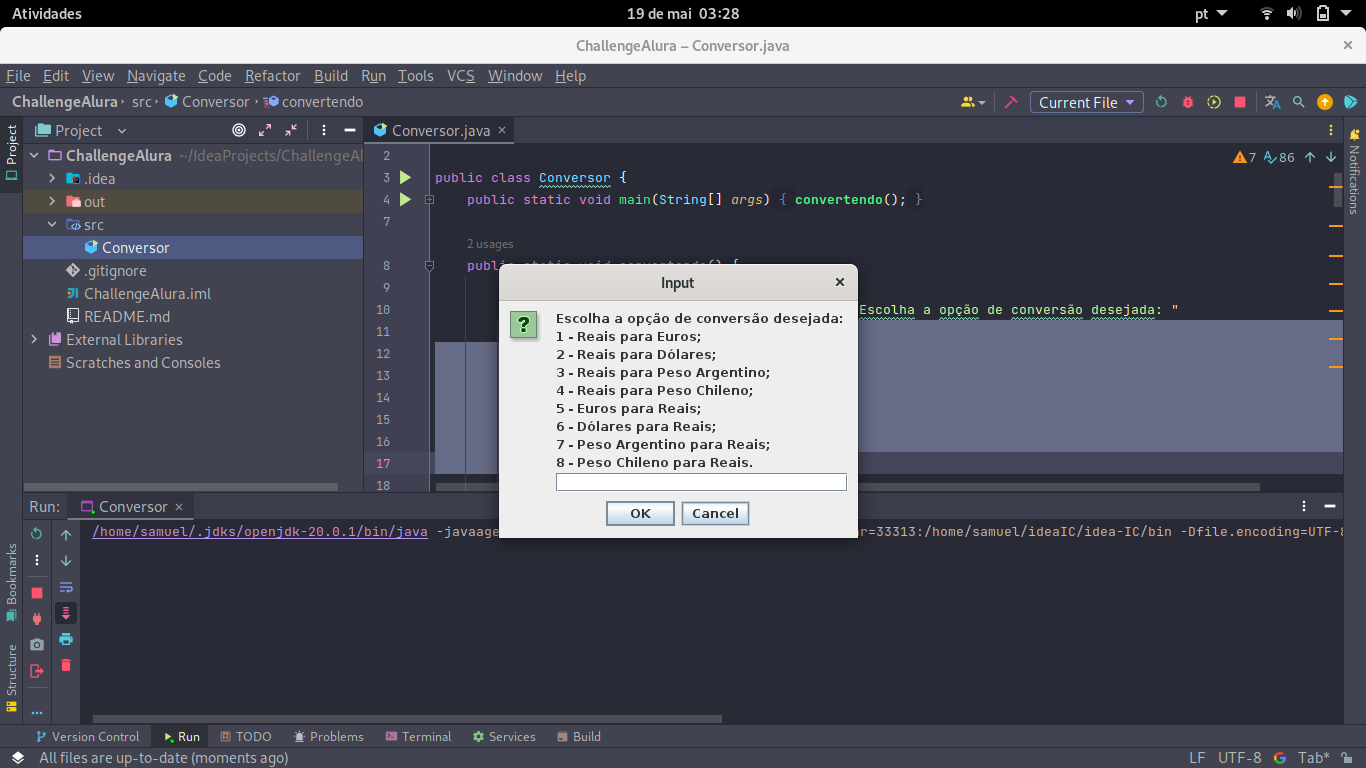 Atividades
19 de mai 03:28
pt
ChallengeAlura – Conversor.java
File Edit View Navigate Code Refactor Build Run Tools VCS Window Help
ChallengeAlura src Conversor convertendo
Current File
Project
Project
Conversor.java
Notifications
ChallengeAlura ~/IdeaProjects/ChallengeAl
.idea
out
src
Conversor
.gitignore
ChallengeAlura.iml
README.md
External Libraries
Scratches and Consoles
7 86
2
3 public class Conversor {
4 public static void main(String[] args) { convertendo(); }
7
2 usages
8 public static void convertendo() {
9
10 Escolha a opção de conversão desejada: "
11
12
13
14
15
16
17
18
Input
Escolha a opção de conversão desejada:
1 - Reais para Euros;
2 - Reais para Dólares;
3 - Reais para Peso Argentino;
4 - Reais para Peso Chileno;
5 - Euros para Reais;
6 - Dólares para Reais;
7 - Peso Argentino para Reais;
8 - Peso Chileno para Reais.
OK Cancel
Run: Conversor
/home/samuel/.jdks/openjdk-20.0.1/bin/java -javaage
=33313:/home/samuel/ideaIC/idea-IC/bin -Dfile.encoding=UTF-8
Bookmarks
Structure
Version Control Run TODO Problems Terminal Services Build
All files are up-to-date (moments ago)
LF UTF-8 Tab*